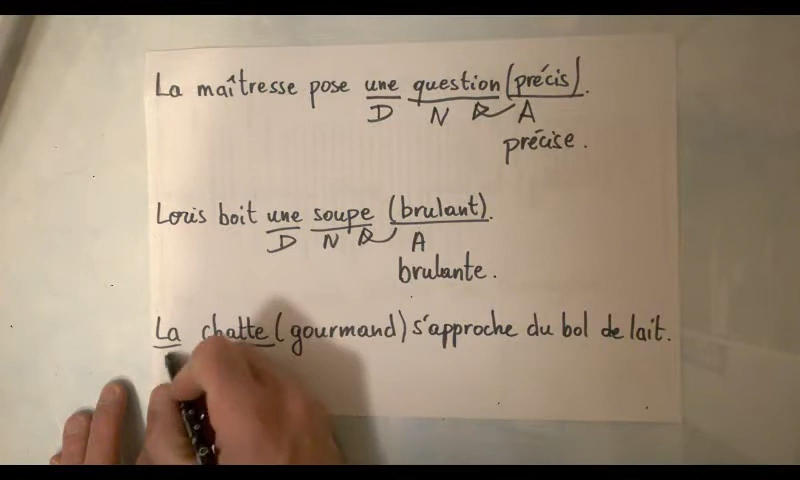 La maîtresse pose une question (précis).
D N A
précise.
Loris boit une soupe (brulant).
D N A
brulante.
La chatte (gourmand) s'approche du bol de lait.